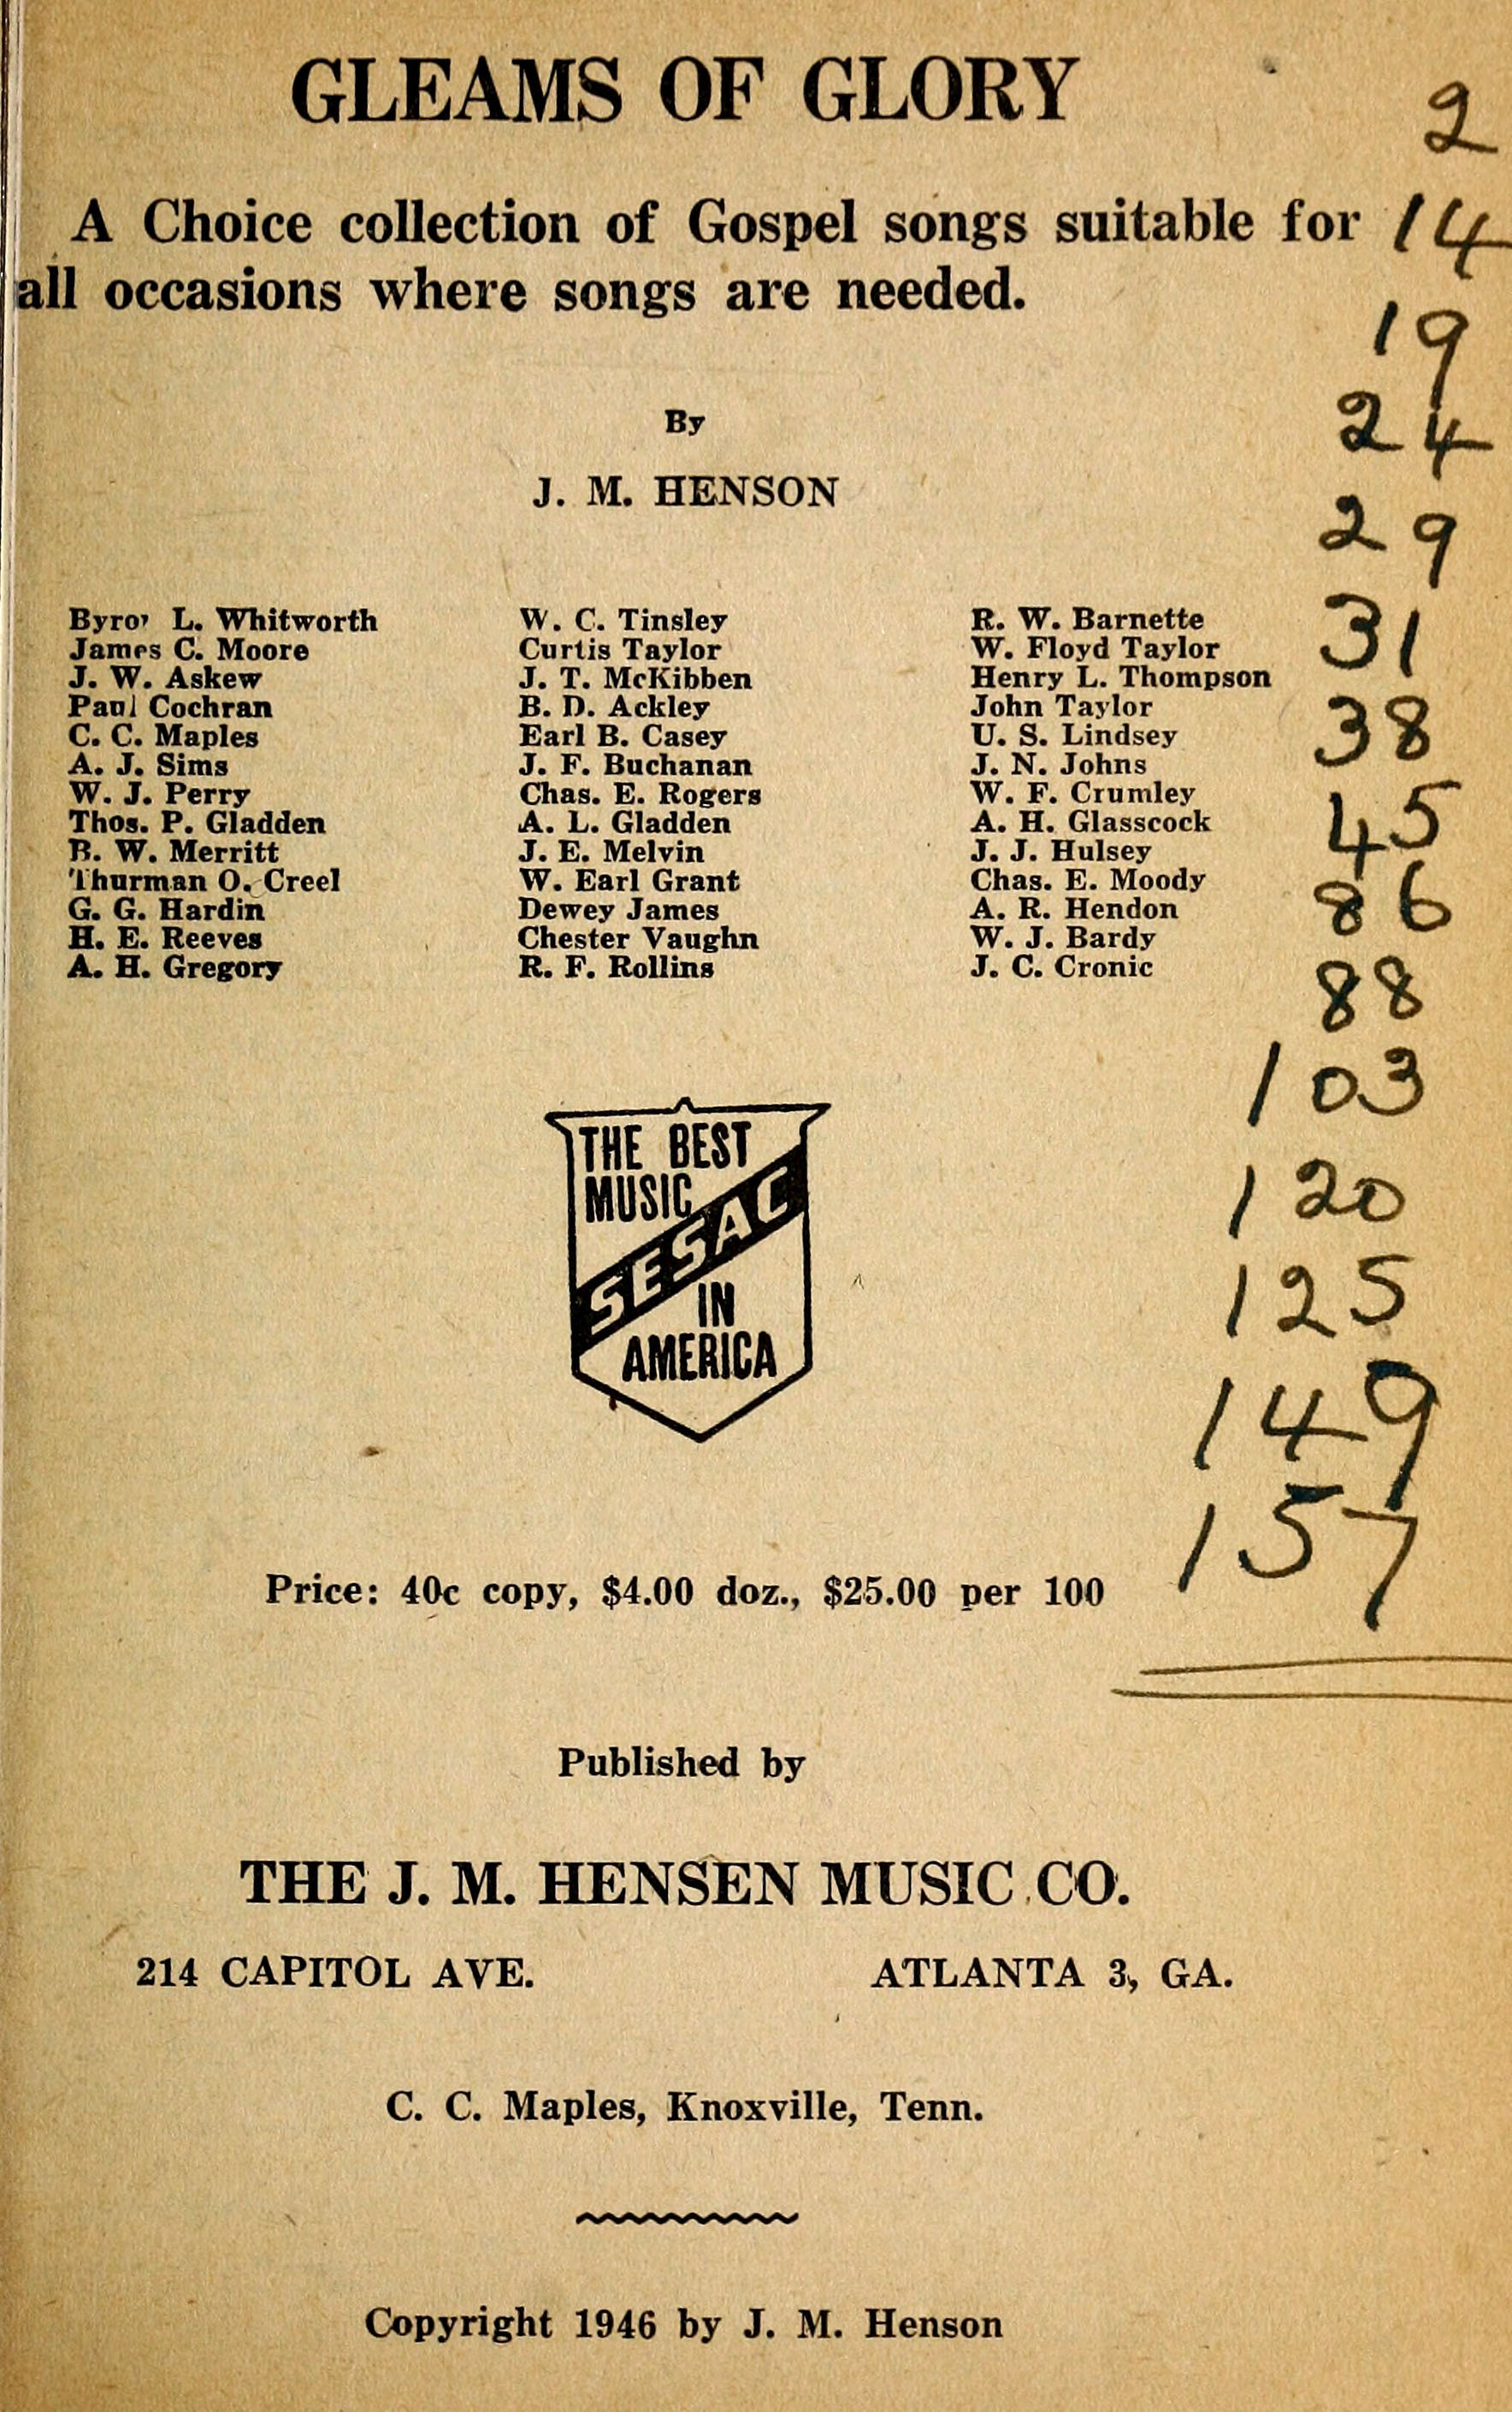 GLEAMS OF GLORY
A Choice collection of Gospel songs suitable for
all occasions where songs are needed.
By
J. M. HENSON
Byron L. Whitworth
James C. Moore
J. W. Askew
Paul Cochran
C. C. Maples
A. J. Sims
W. J. Perry
Thos. P. Gladden
B. W. Merritt
Thurman O. Creel
G. G. Hardin
H. E. Reeves
A. H. Gregory
W. C. Tinsley
Curtis Taylor
J. T. McKibben
B. D. Ackley
Earl B. Casey
J. F. Buchanan
Chas. E. Rogers
A. L. Gladden
J. E. Melvin
W. Earl Grant
Dewey James
Chester Vaughn
R. F. Rollins
R. W. Barnette
W. Floyd Taylor
Henry L. Thompson
John Taylor
U. S. Lindsey
J. N. Johns
W. F. Crumley
A. H. Glasscock
J. J. Hulsey
Chas. E. Moody
A. R. Hendon
W. J. Bardy
J. C. Cronic
THE BEST
MUSIC
SESAC
IN
AMERICA
Price: 40c copy, $4.00 doz., $25.00 per 100
Published by
THE J. M. HENSEN MUSIC CO.
214 CAPITOL AVE. ATLANTA 3, GA.
C. C. Maples, Knoxville, Tenn.
Copyright 1946 by J. M. Henson
2
14
19
24
29
31
38
45
86
88
103
120
125
149
157